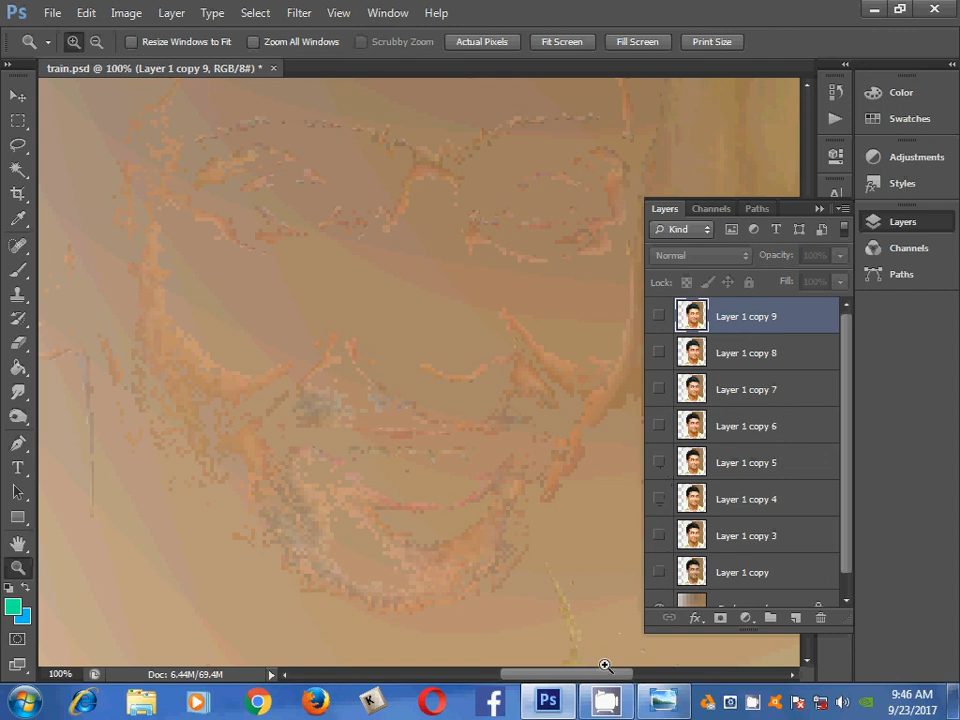 Ps File Edit Image Layer Type Select Filter View Window Help
Resize Windows to Fit Zoom All Windows Scrubby Zoom Actual Pixels Fit Screen Fill Screen Print Size
train.psd @ 100% (Layer 1 copy 9, RGB/8#) * ×
Color
Swatches
Adjustments
Styles
Layers
Channels
Paths
Layers Channels Paths
Kind
Normal Opacity: 100%
Lock: Fill: 100%
Layer 1 copy 9
Layer 1 copy 8
Layer 1 copy 7
Layer 1 copy 6
Layer 1 copy 5
Layer 1 copy 4
Layer 1 copy 3
Layer 1 copy
fx
100% Doc: 6.44M/69.4M
Ps
9:46 AM
9/23/2017